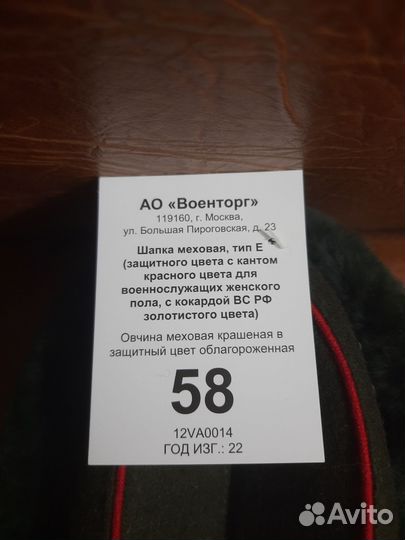 АО «Военторг»
119160, г. Москва,
ул. Большая Пироговская, д. 23
Шапка меховая, тип Е
(защитного цвета с кантом
красного цвета для
военнослужащих женского
пола, с кокардой ВС РФ
золотистого цвета)
Овчина меховая крашеная в
защитный цвет облагороженная
58
12VA0014
ГОД ИЗГ.: 22
Avito